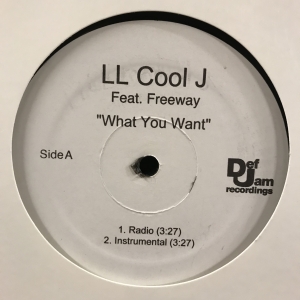 LL Cool J
Feat. Freeway
"What You Want"
Side A
Def
Jam
recordings
1. Radio (3:27)
2. Instrumental (3:27)